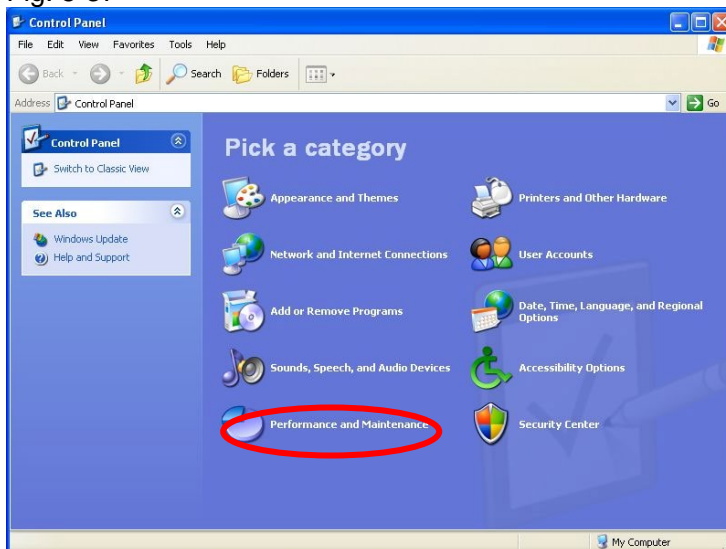 Control Panel
File Edit View Favorites Tools Help
Back Search Folders
Address Control Panel Go
Control Panel
Switch to Classic View
See Also
Windows Update
Help and Support
Pick a category
Appearance and Themes
Printers and Other Hardware
Network and Internet Connections
User Accounts
Add or Remove Programs
Date, Time, Language, and Regional
Options
Sounds, Speech, and Audio Devices
Accessibility Options
Performance and Maintenance
Security Center
My Computer